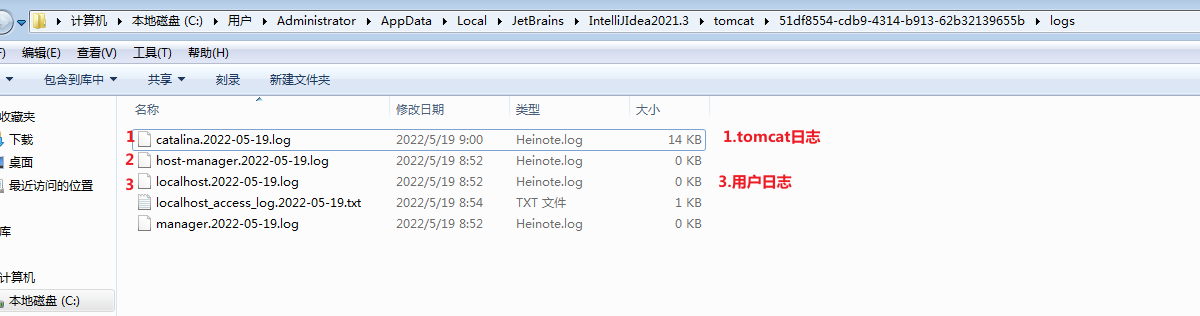 计算机 本地磁盘 (C:) 用户 Administrator AppData Local JetBrains IntelliJIdea2021.3 tomcat 51df8554-cdb9-4314-b913-62b32139655b logs
F) 编辑(E) 查看(V) 工具(T) 帮助(H)
包含到库中 共享 刻录 新建文件夹
收藏夹
下载
桌面
最近访问的位置
库
计算机
本地磁盘 (C:)
名称 修改日期 类型 大小
1 catalina.2022-05-19.log 2022/5/19 9:00 Heinote.log 14 KB 1.tomcat日志
2 host-manager.2022-05-19.log 2022/5/19 8:52 Heinote.log 0 KB
3 localhost.2022-05-19.log 2022/5/19 8:52 Heinote.log 0 KB 3.用户日志
localhost_access_log.2022-05-19.txt 2022/5/19 8:54 TXT 文件 1 KB
manager.2022-05-19.log 2022/5/19 8:52 Heinote.log 0 KB